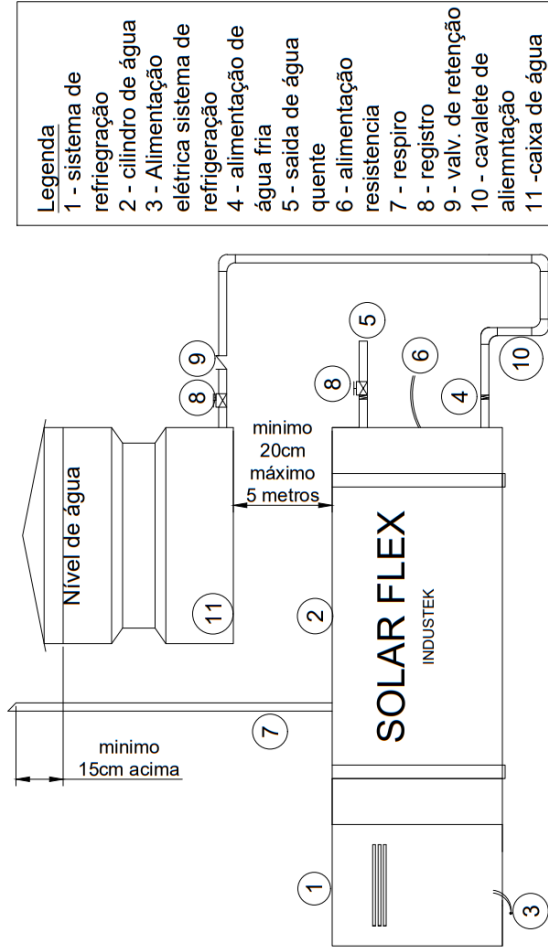 Legenda
1 - sistema de
refriegração
2 - cilindro de água
3 - Alimentação
elétrica sistema de
refrigeração
4 - alimentação de
água fria
5 - saida de água
quente
6 - alimentação
resistencia
7 - respiro
8 - registro
9 - valv. de retenção
10 - cavalete de
aliemntação
11 -caixa de água
minimo
15cm acima
7
Nível de água
11
8
9
minimo
20cm
máximo
5 metros
1
2
SOLAR FLEX
INDUSTEK
8
5
6
4
10
3